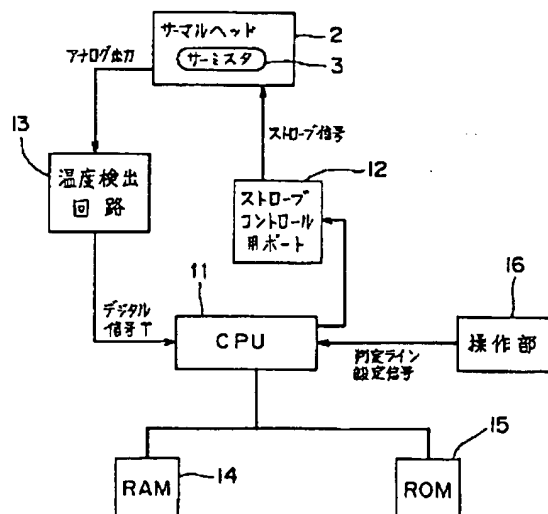 サーマルヘッド
2
サーミスタ
3
アナログ出力
ストローブ信号
13
温度検出
回路
12
ストローブ
コントロール
用ポート
11
CPU
デジタル
信号T
16
操作部
判定ライン
設定信号
14
RAM
15
ROM